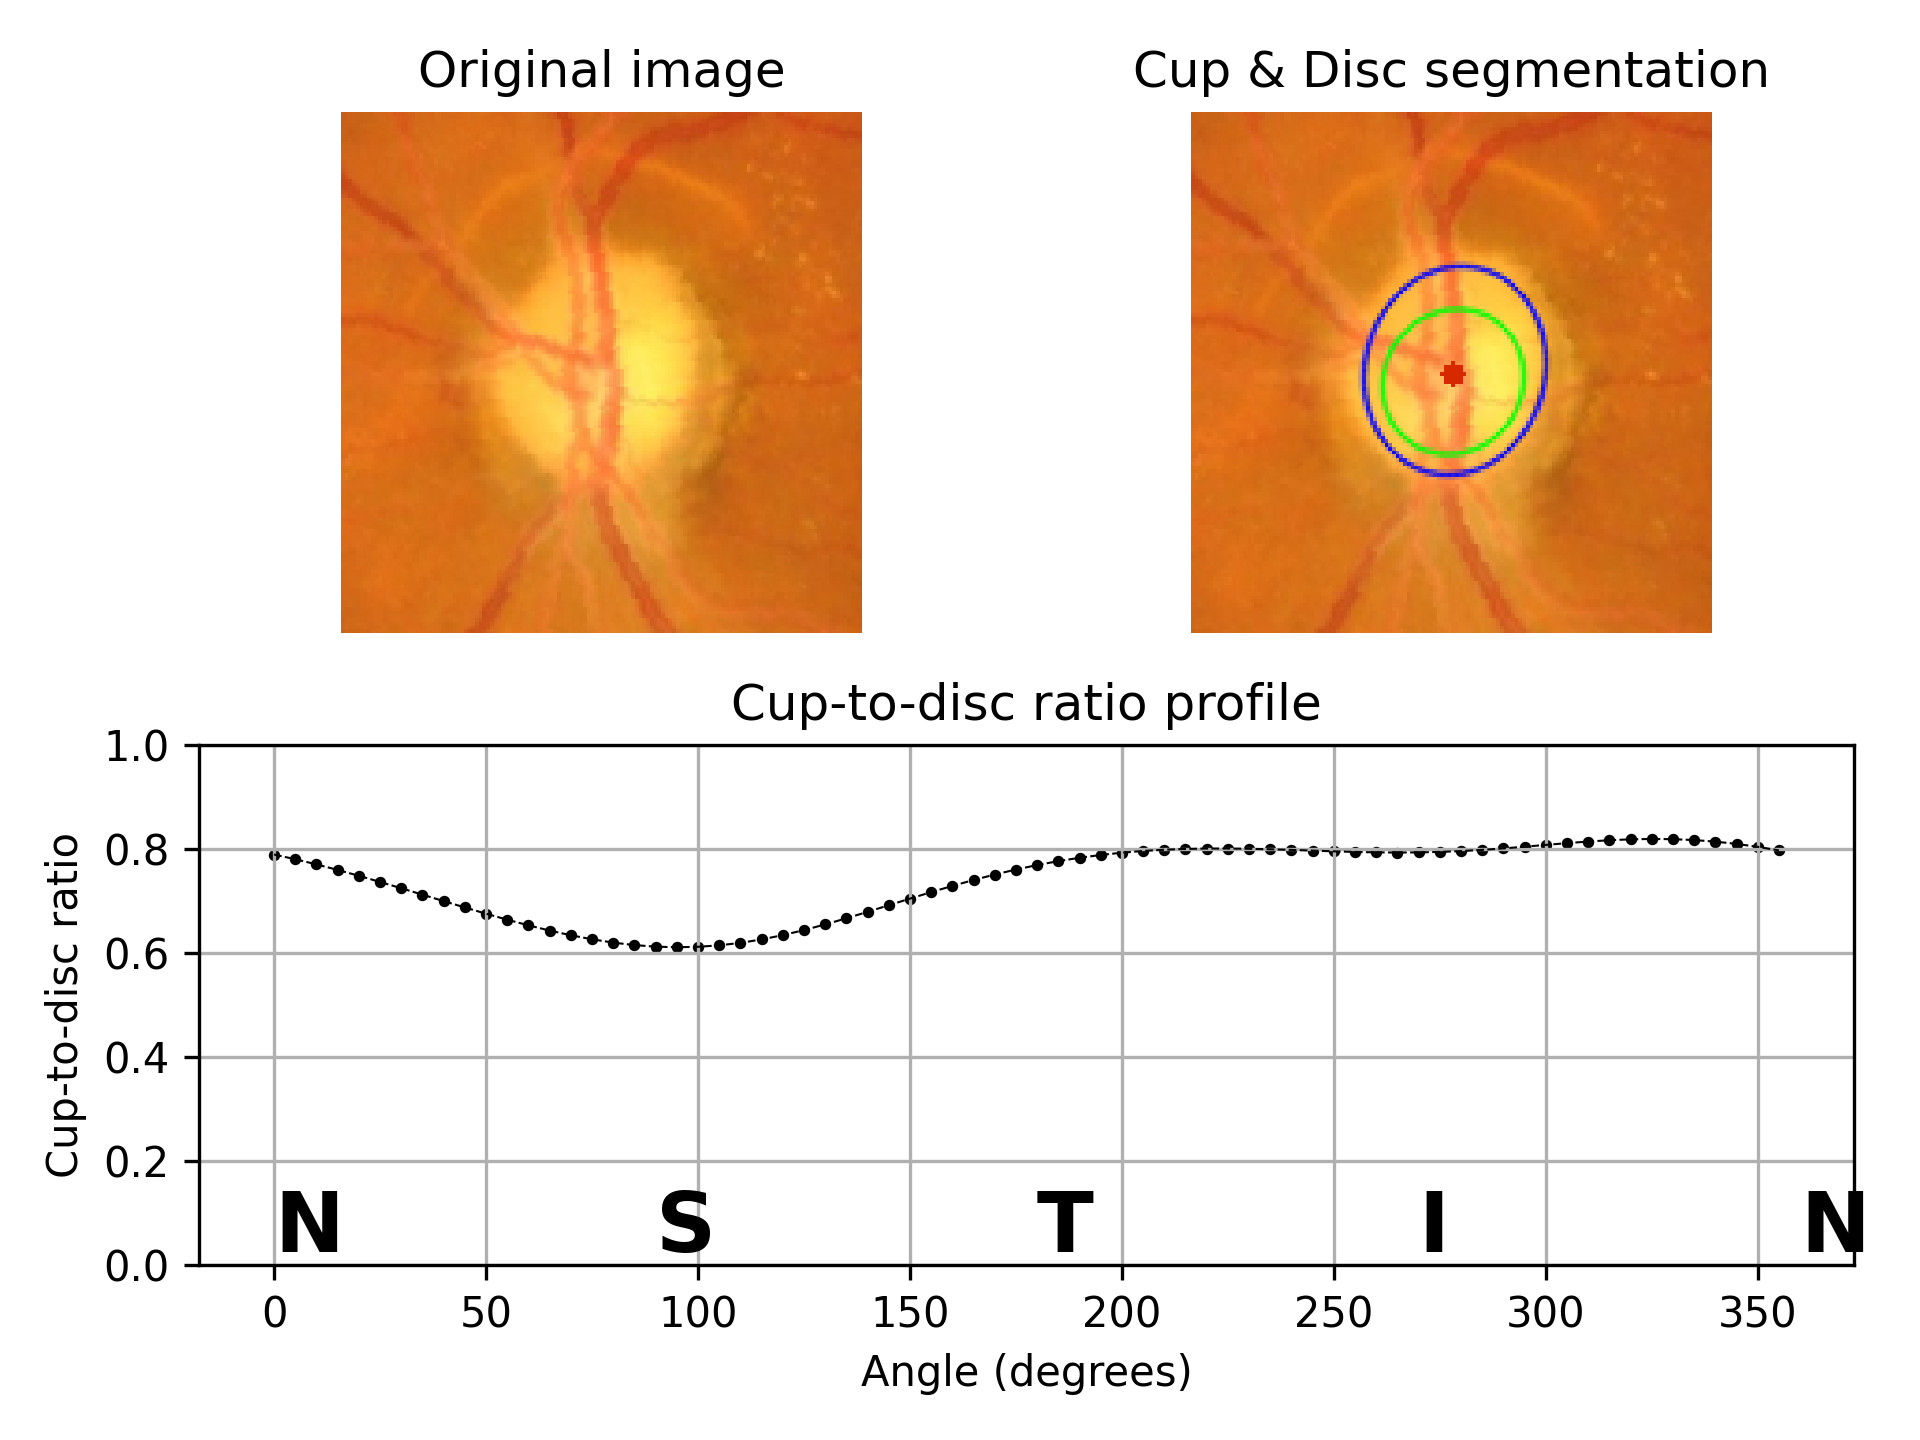 Original image
Cup & Disc segmentation
Cup-to-disc ratio profile
Cup-to-disc ratio
1.0
0.8
0.6
0.4
0.2
0.0
N S T I N
0 50 100 150 200 250 300 350
Angle (degrees)